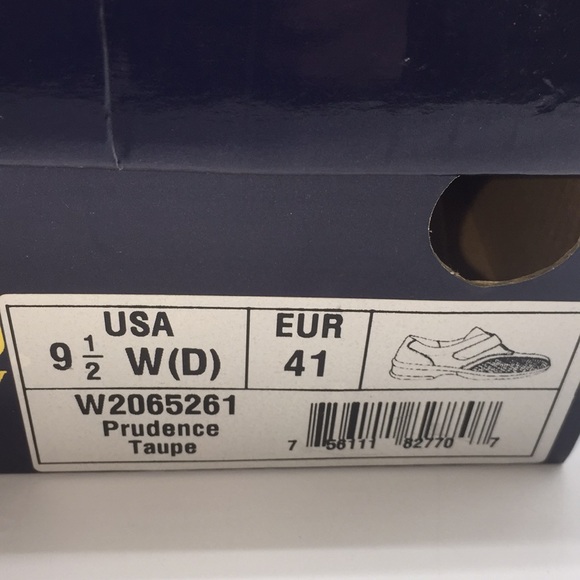 USA
9 1/2 W(D)
EUR
41
W2065261
Prudence
Taupe
7 58111 82770 7